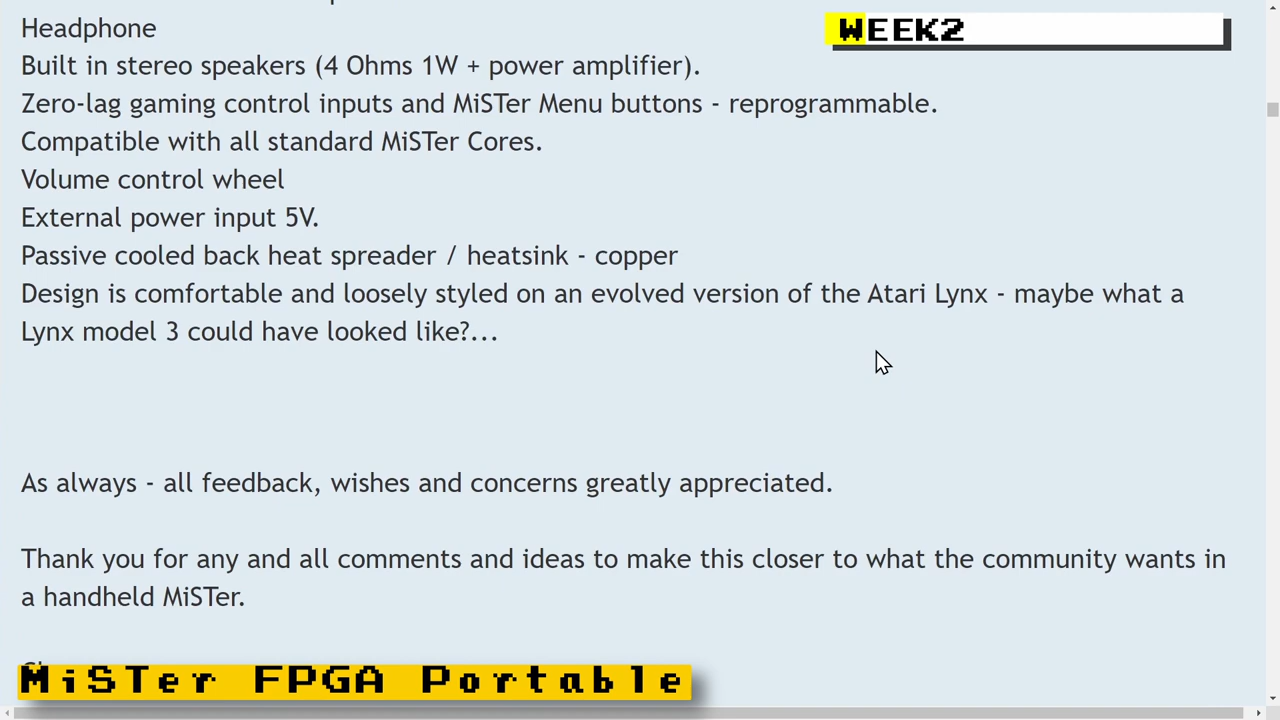 Headphone
WEEK2
Built in stereo speakers (4 Ohms 1W + power amplifier).
Zero-lag gaming control inputs and MiSTer Menu buttons - reprogrammable.
Compatible with all standard MiSTer Cores.
Volume control wheel
External power input 5V.
Passive cooled back heat spreader / heatsink - copper
Design is comfortable and loosely styled on an evolved version of the Atari Lynx - maybe what a
Lynx model 3 could have looked like?...
As always - all feedback, wishes and concerns greatly appreciated.
Thank you for any and all comments and ideas to make this closer to what the community wants in
a handheld MiSTer.
MiSTer FPGA Portable